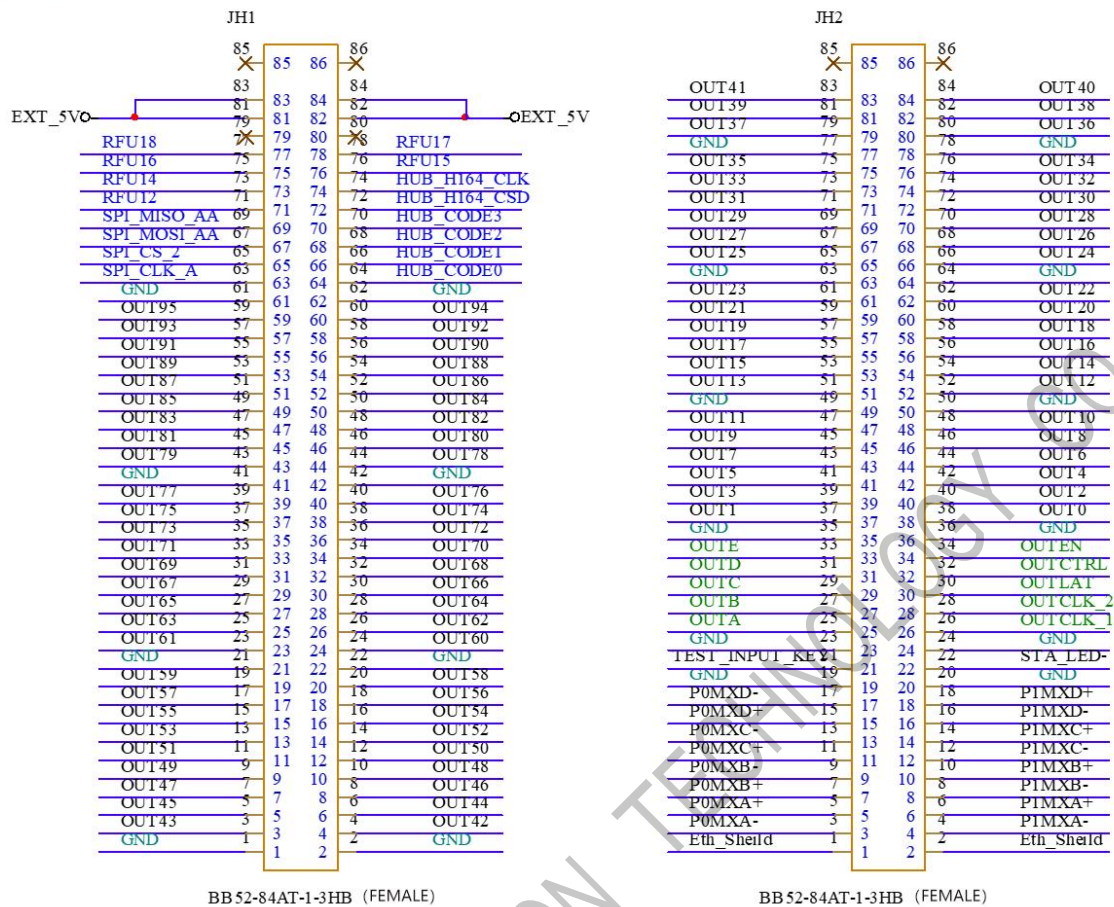 JH1
85 85 86 86
83 83 84 84
EXT_5V 81 81 82 82 EXT_5V
79 79 80 80
RFU18 77 77 78 78 RFU17
RFU16 75 75 76 76 RFU15
RFU14 73 73 74 74 HUB_H164_CLK
RFU12 71 71 72 72 HUB_H164_CSD
SPI_MISO_AA 69 69 70 70 HUB_CODE3
SPI_MOSI_AA 67 67 68 68 HUB_CODE2
SPI_CS_2 65 65 66 66 HUB_CODE1
SPI_CLK_A 63 63 64 64 HUB_CODE0
GND 61 61 62 62 GND
OUT95 59 59 60 60 OUT94
OUT93 57 57 58 58 OUT92
OUT91 55 55 56 56 OUT90
OUT89 53 53 54 54 OUT88
OUT87 51 51 52 52 OUT86
OUT85 49 49 50 50 OUT84
OUT83 47 47 48 48 OUT82
OUT81 45 45 46 46 OUT80
OUT79 43 43 44 44 OUT78
GND 41 41 42 42 GND
OUT77 39 39 40 40 OUT76
OUT75 37 37 38 38 OUT74
OUT73 35 35 36 36 OUT72
OUT71 33 33 34 34 OUT70
OUT69 31 31 32 32 OUT68
OUT67 29 29 30 30 OUT66
OUT65 27 27 28 28 OUT64
OUT63 25 25 26 26 OUT62
OUT61 23 23 24 24 OUT60
GND 21 21 22 22 GND
OUT59 19 19 20 20 OUT58
OUT57 17 17 18 18 OUT56
OUT55 15 15 16 16 OUT54
OUT53 13 13 14 14 OUT52
OUT51 11 11 12 12 OUT50
OUT49 9 9 10 10 OUT48
OUT47 7 7 8 8 OUT46
OUT45 5 5 6 6 OUT44
OUT43 3 3 4 4 OUT42
GND 1 1 2 2 GND
BB52-84AT-1-3HB (FEMALE)
JH2
85 85 86 86
OUT41 83 83 84 84 OUT40
OUT39 81 81 82 82 OUT38
OUT37 79 79 80 80 OUT36
GND 77 77 78 78 GND
OUT35 75 75 76 76 OUT34
OUT33 73 73 74 74 OUT32
OUT31 71 71 72 72 OUT30
OUT29 69 69 70 70 OUT28
OUT27 67 67 68 68 OUT26
OUT25 65 65 66 66 OUT24
GND 63 63 64 64 GND
OUT23 61 61 62 62 OUT22
OUT21 59 59 60 60 OUT20
OUT19 57 57 58 58 OUT18
OUT17 55 55 56 56 OUT16
OUT15 53 53 54 54 OUT14
OUT13 51 51 52 52 OUT12
GND 49 49 50 50 GND
OUT11 47 47 48 48 OUT10
OUT9 45 45 46 46 OUT8
OUT7 43 43 44 44 OUT6
OUT5 41 41 42 42 OUT4
OUT3 39 39 40 40 OUT2
OUT1 37 37 38 38 OUT0
GND 35 35 36 36 GND
OUTE 33 33 34 34 OUTEN
OUTD 31 31 32 32 OUTCTRL
OUTC 29 29 30 30 OUTLAT
OUTB 27 27 28 28 OUTCLK_2
OUTA 25 25 26 26 OUTCLK_1
GND 23 23 24 24 GND
TEST_INPUT_KEY 21 21 22 22 STA_LED-
GND 19 19 20 20 GND
P0MXD- 17 17 18 18 P1MXD+
P0MXD+ 15 15 16 16 P1MXD-
P0MXC- 13 13 14 14 P1MXC+
P0MXC+ 11 11 12 12 P1MXC-
P0MXB- 9 9 10 10 P1MXB+
P0MXB+ 7 7 8 8 P1MXB-
P0MXA+ 5 5 6 6 P1MXA+
P0MXA- 3 3 4 4 P1MXA-
Eth_Sheild 1 1 2 2 Eth_Sheild
BB52-84AT-1-3HB (FEMALE)
TECHNOLOGY